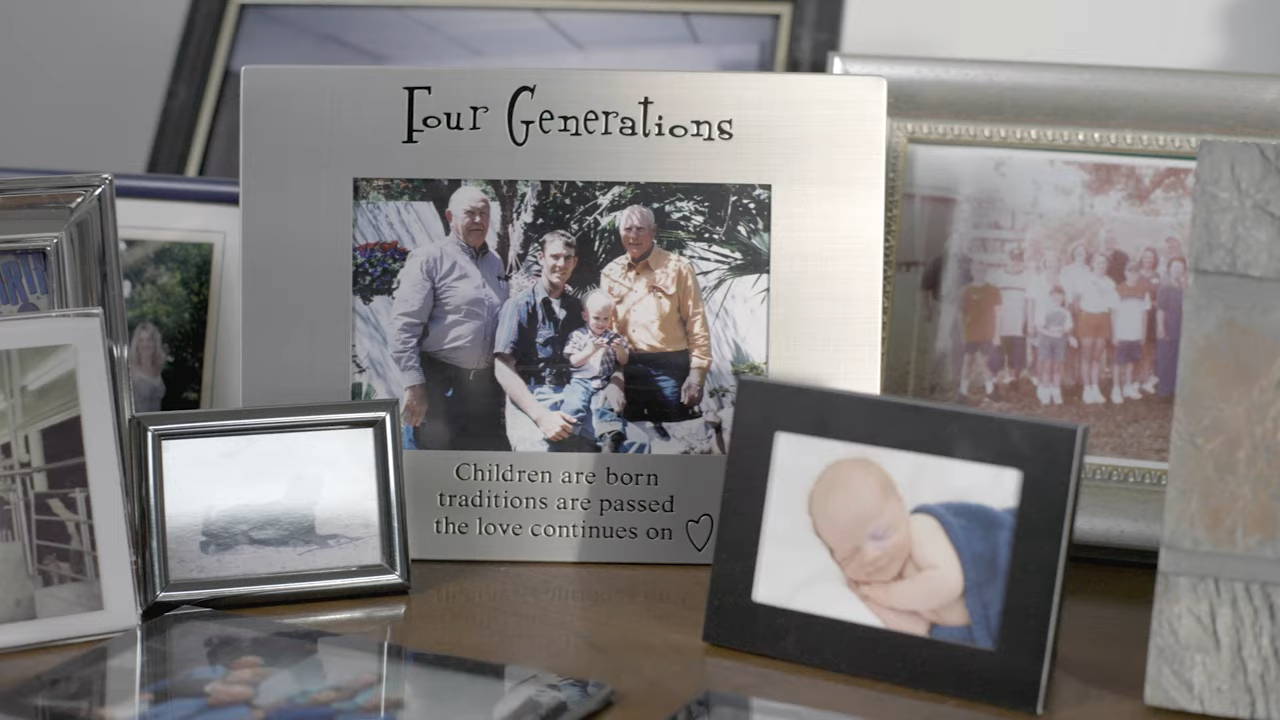 Four Generations
Children are born
traditions are passed
the love continues on